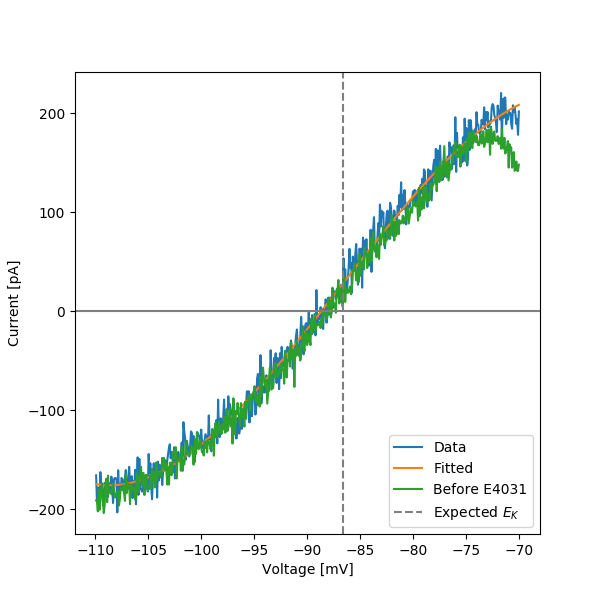 200
100
0
−100
−200
Current [pA]
−110 −105 −100 −95 −90 −85 −80 −75 −70
Voltage [mV]
Data
Fitted
Before E4031
Expected E_K